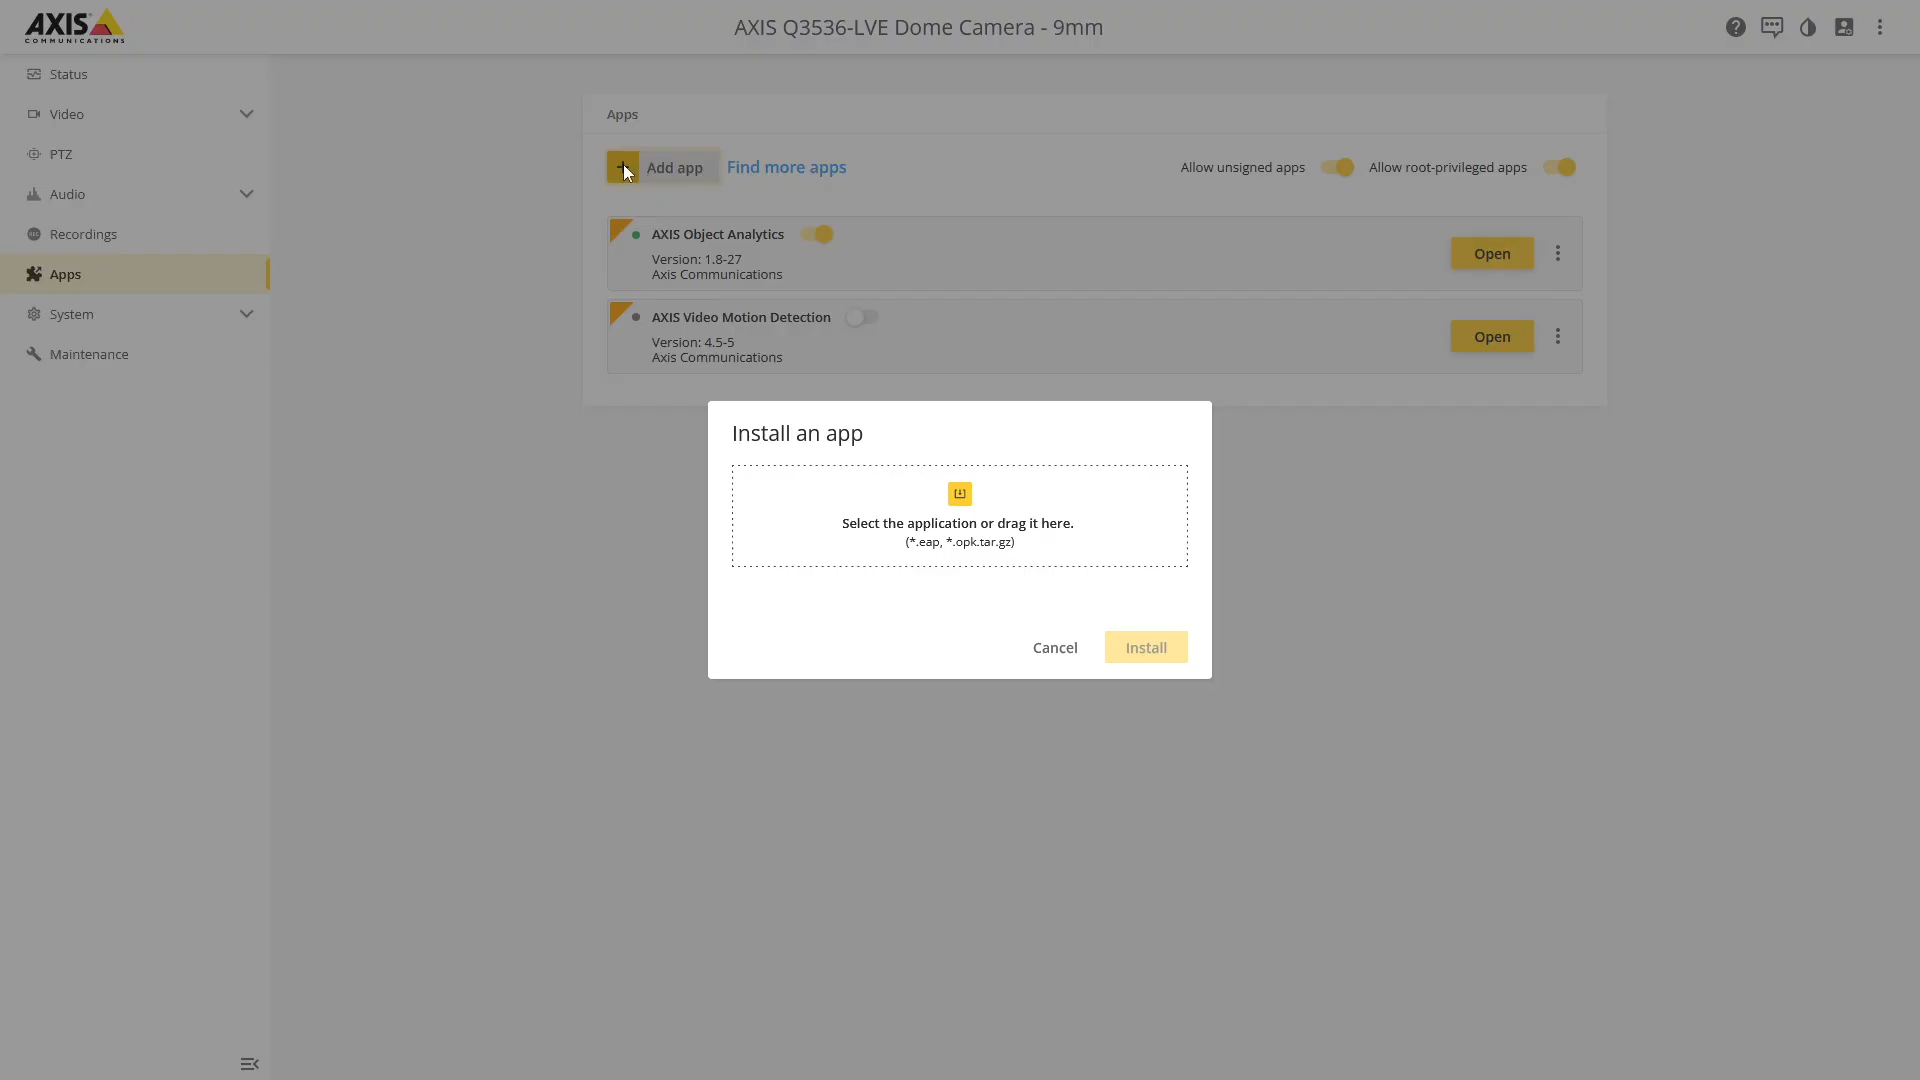 AXIS
COMMUNICATIONS
AXIS Q3536-LVE Dome Camera - 9mm
Status
Video
PTZ
Audio
Recordings
Apps
System
Maintenance
Apps
Add app
Find more apps
Allow unsigned apps
Allow root-privileged apps
AXIS Object Analytics
Version: 1.8-27
Axis Communications
Open
AXIS Video Motion Detection
Version: 4.5-5
Axis Communications
Open
Install an app
Select the application or drag it here.
(*.eap, *.opk.tar.gz)
Cancel
Install